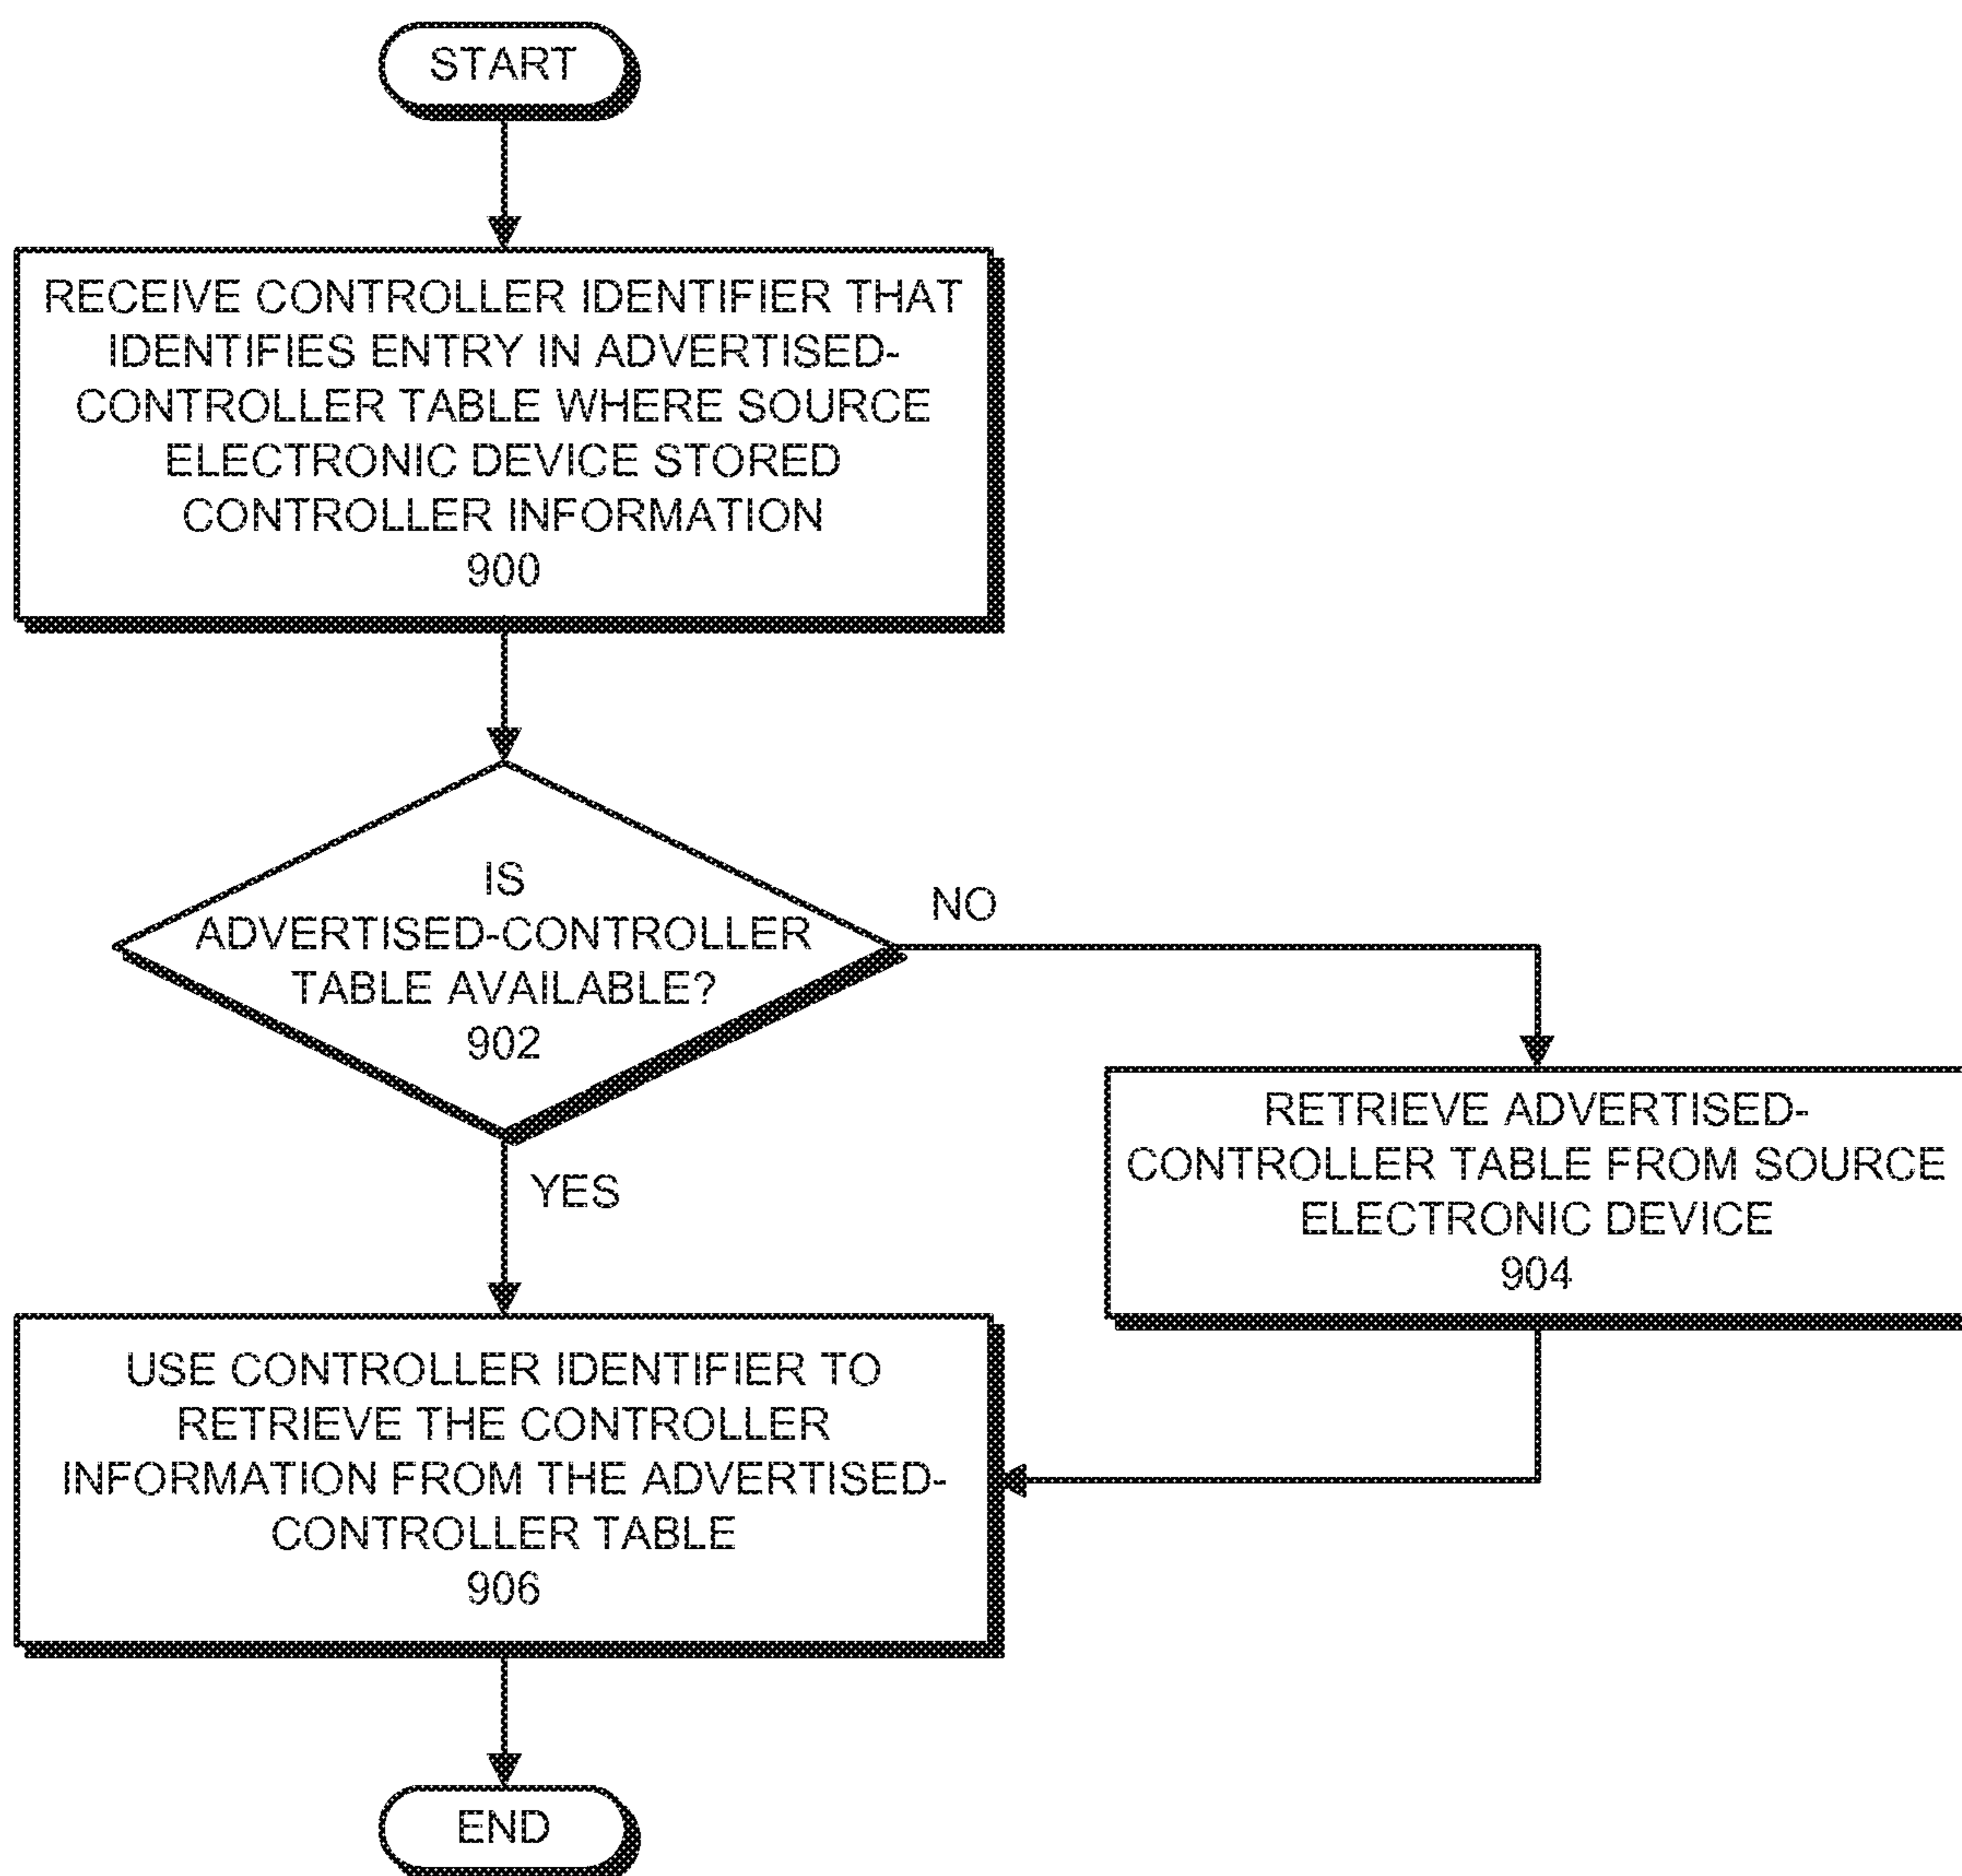 START
RECEIVE CONTROLLER IDENTIFIER THAT
IDENTIFIES ENTRY IN ADVERTISED-
CONTROLLER TABLE WHERE SOURCE
ELECTRONIC DEVICE STORED
CONTROLLER INFORMATION
900
IS
ADVERTISED-CONTROLLER
TABLE AVAILABLE?
902
NO
YES
RETRIEVE ADVERTISED-
CONTROLLER TABLE FROM SOURCE
ELECTRONIC DEVICE
904
USE CONTROLLER IDENTIFIER TO
RETRIEVE THE CONTROLLER
INFORMATION FROM THE ADVERTISED-
CONTROLLER TABLE
906
END